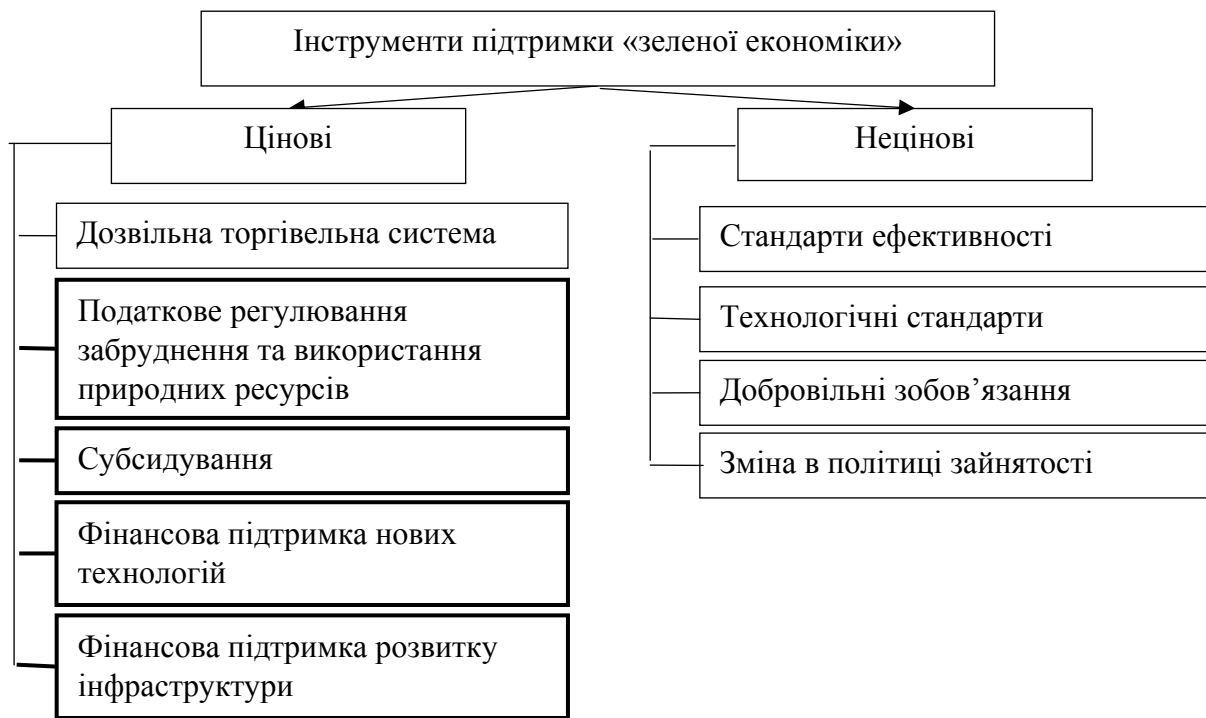 Інструменти підтримки «зеленої економіки»
Цінові
Дозвільна торгівельна система
Податкове регулювання
забруднення та використання
природних ресурсів
Субсидування
Фінансова підтримка нових
технологій
Фінансова підтримка розвитку
інфраструктури
Нецінові
Стандарти ефективності
Технологічні стандарти
Добровільні зобов’язання
Зміна в політиці зайнятості